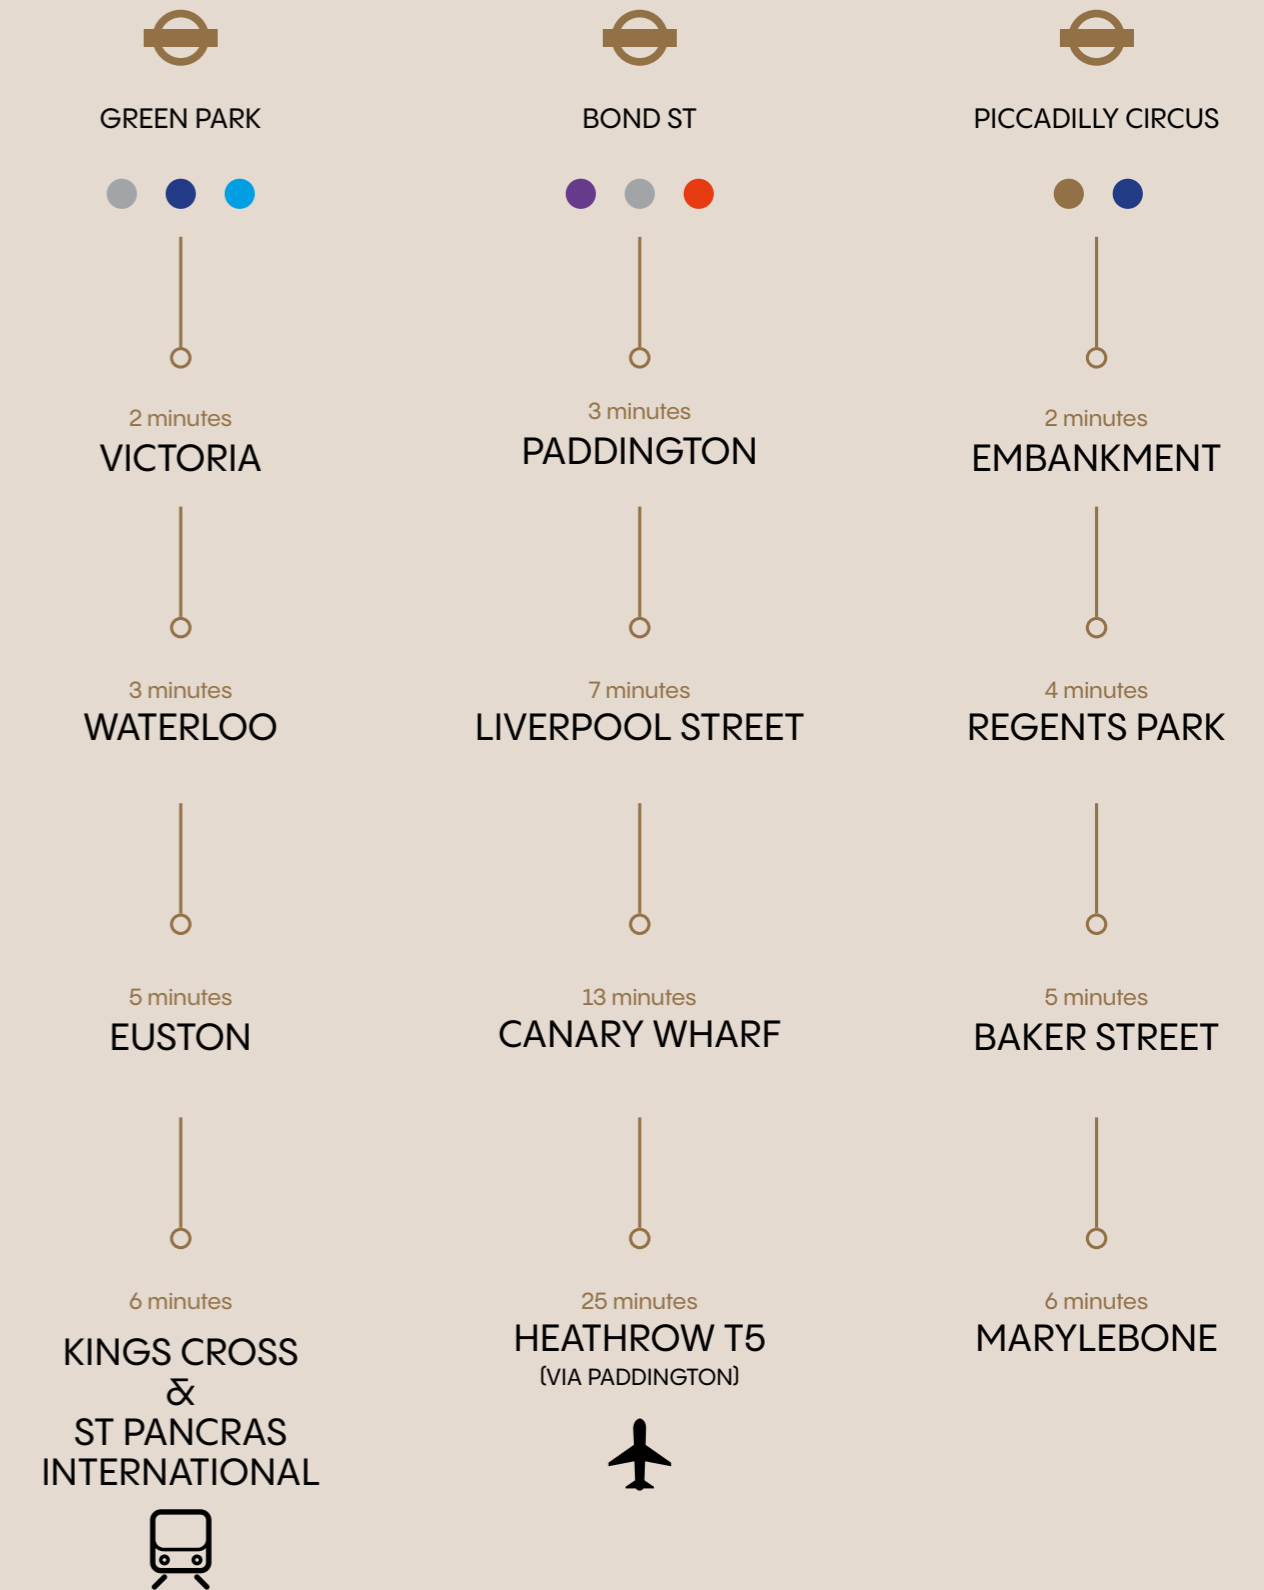 GREEN PARK
2 minutes
VICTORIA
3 minutes
WATERLOO
5 minutes
EUSTON
6 minutes
KINGS CROSS
&
ST PANCRAS
INTERNATIONAL
BOND ST
3 minutes
PADDINGTON
7 minutes
LIVERPOOL STREET
13 minutes
CANARY WHARF
25 minutes
HEATHROW T5
(VIA PADDINGTON)
PICCADILLY CIRCUS
2 minutes
EMBANKMENT
4 minutes
REGENTS PARK
5 minutes
BAKER STREET
6 minutes
MARYLEBONE